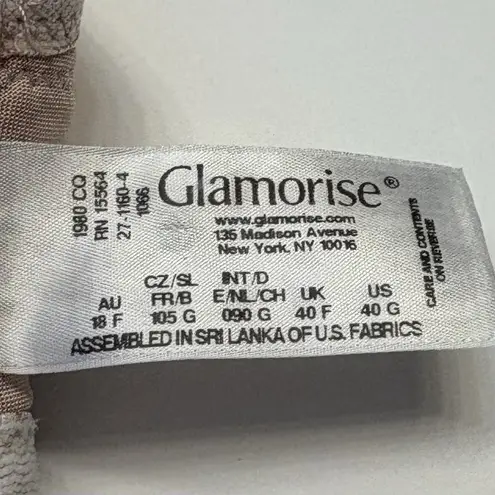 1980 CQ
RN 15564
27-1160-4
1066
Glamorise®
www.glamorise.com
135 Madison Avenue
New York, NY 10016
CARE AND CONTENTS
ON REVERSE
CZ/SL INT/D
AU FR/B E/NL/CH UK US
18 F 105 G 090 G 40 F 40 G
ASSEMBLED IN SRI LANKA OF U.S. FABRICS